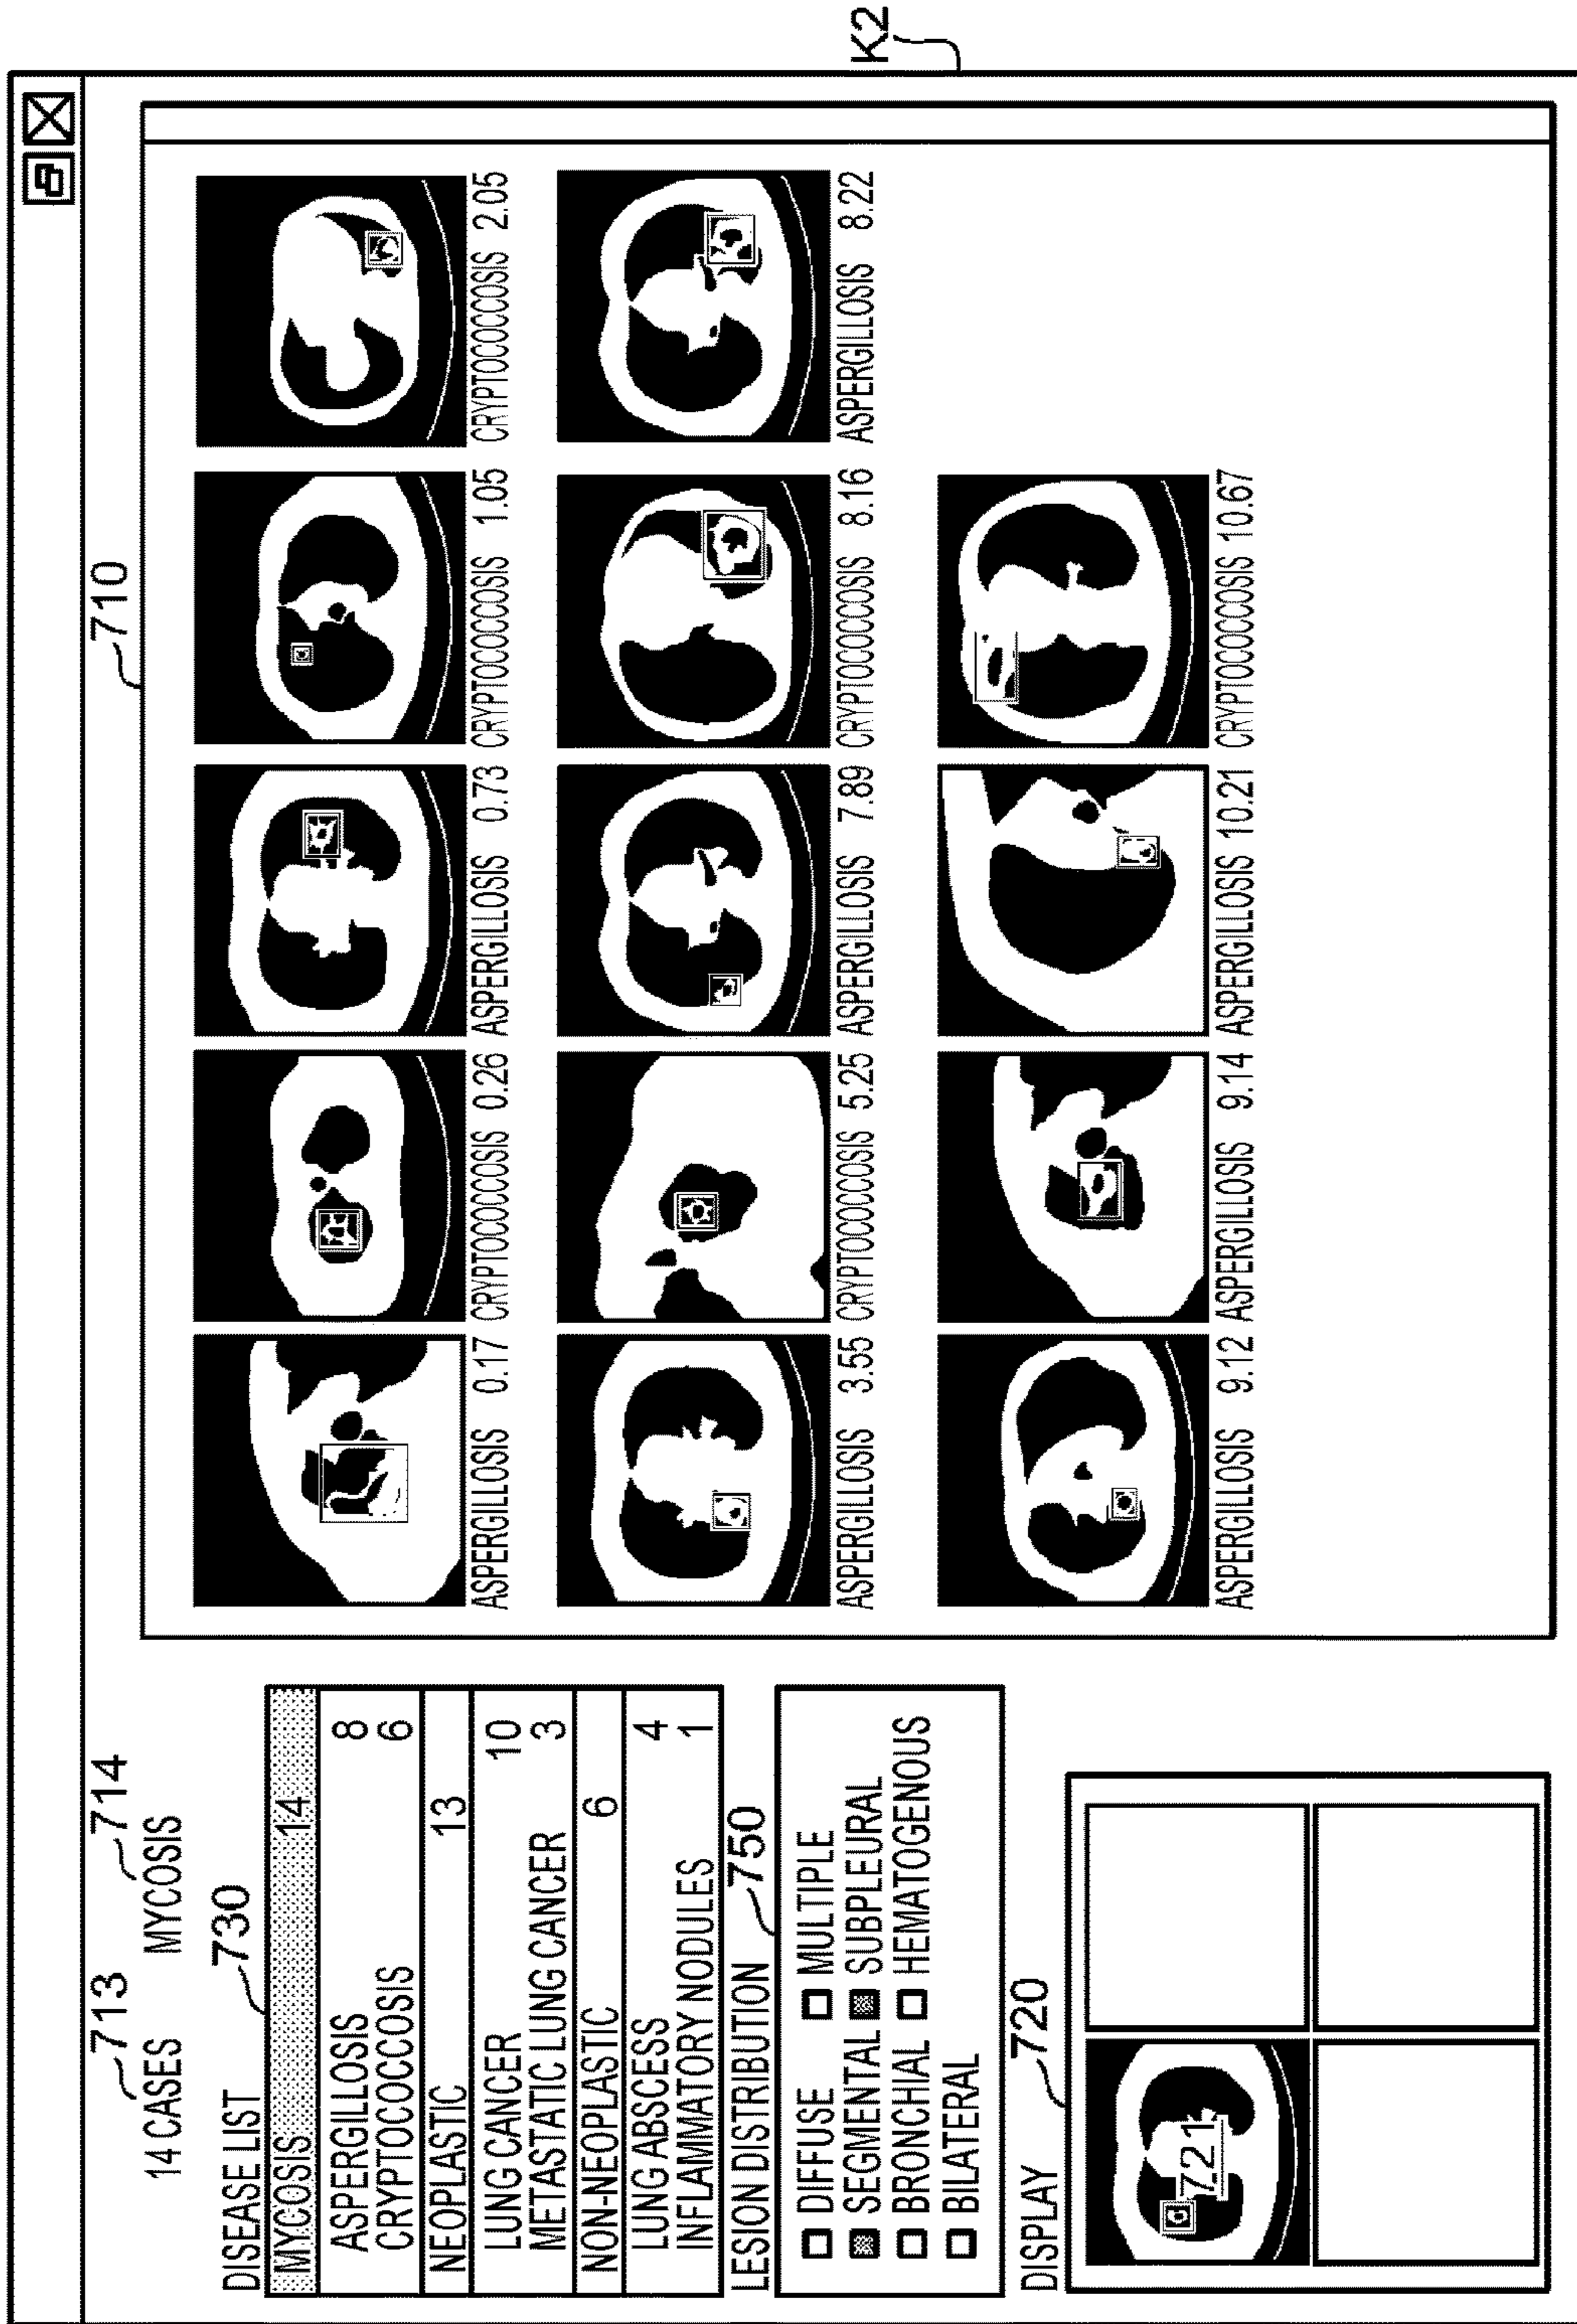 K2
713
714
710
14 CASES MYCOSIS
DISEASE LIST
730
MYCOSIS 14
ASPERGILLOSIS 8
CRYPTOCOCCOSIS 6
NEOPLASTIC 13
LUNG CANCER 10
METASTATIC LUNG CANCER 3
NON-NEOPLASTIC 6
LUNG ABSCESS 4
INFLAMMATORY NODULES 1
LESION DISTRIBUTION
750
DIFFUSE MULTIPLE
SEGMENTAL SUBPLEURAL
BRONCHIAL HEMATOGENOUS
BILATERAL
DISPLAY
720
721
ASPERGILLOSIS 0.17 CRYPTOCOCCOSIS 0.26 ASPERGILLOSIS 0.73 CRYPTOCOCCOSIS 1.05 CRYPTOCOCCOSIS 2.05
ASPERGILLOSIS 3.55 CRYPTOCOCCOSIS 5.25 ASPERGILLOSIS 7.89 CRYPTOCOCCOSIS 8.16 ASPERGILLOSIS 8.22
ASPERGILLOSIS 9.12 ASPERGILLOSIS 9.14 ASPERGILLOSIS 10.21 CRYPTOCOCCOSIS 10.67